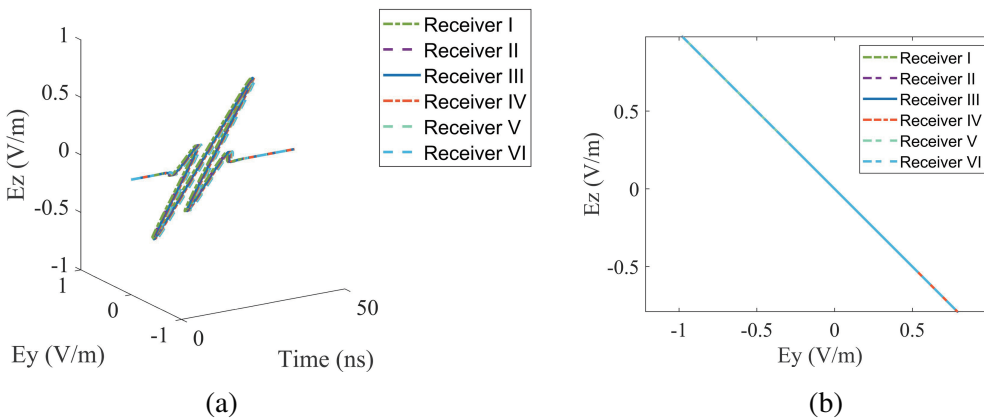 1
0.5
0
-0.5
-1
Ez (V/m)
1
0
-1
Ey (V/m)
0
50
Time (ns)
Receiver I
Receiver II
Receiver III
Receiver IV
Receiver V
Receiver VI
(a)
0.5
0
-0.5
Ez (V/m)
-1
-0.5
0
0.5
Ey (V/m)
Receiver I
Receiver II
Receiver III
Receiver IV
Receiver V
Receiver VI
(b)